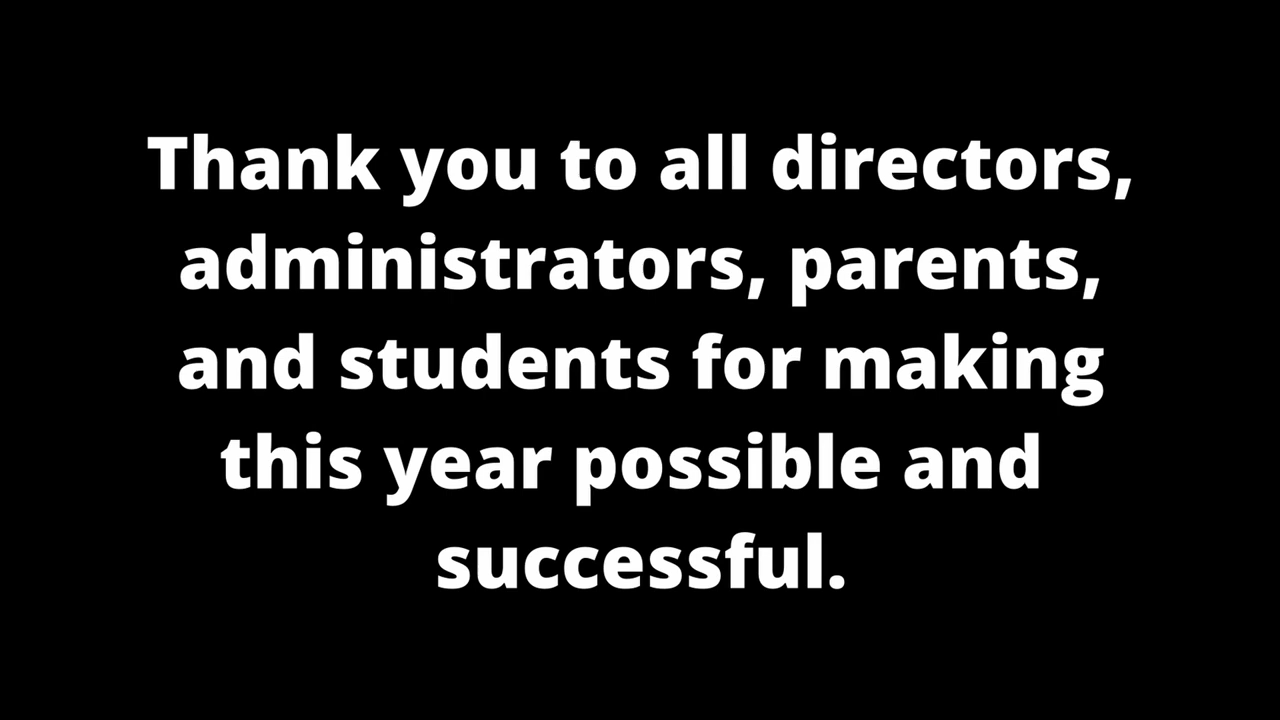 Thank you to all directors,
administrators, parents,
and students for making
this year possible and
successful.